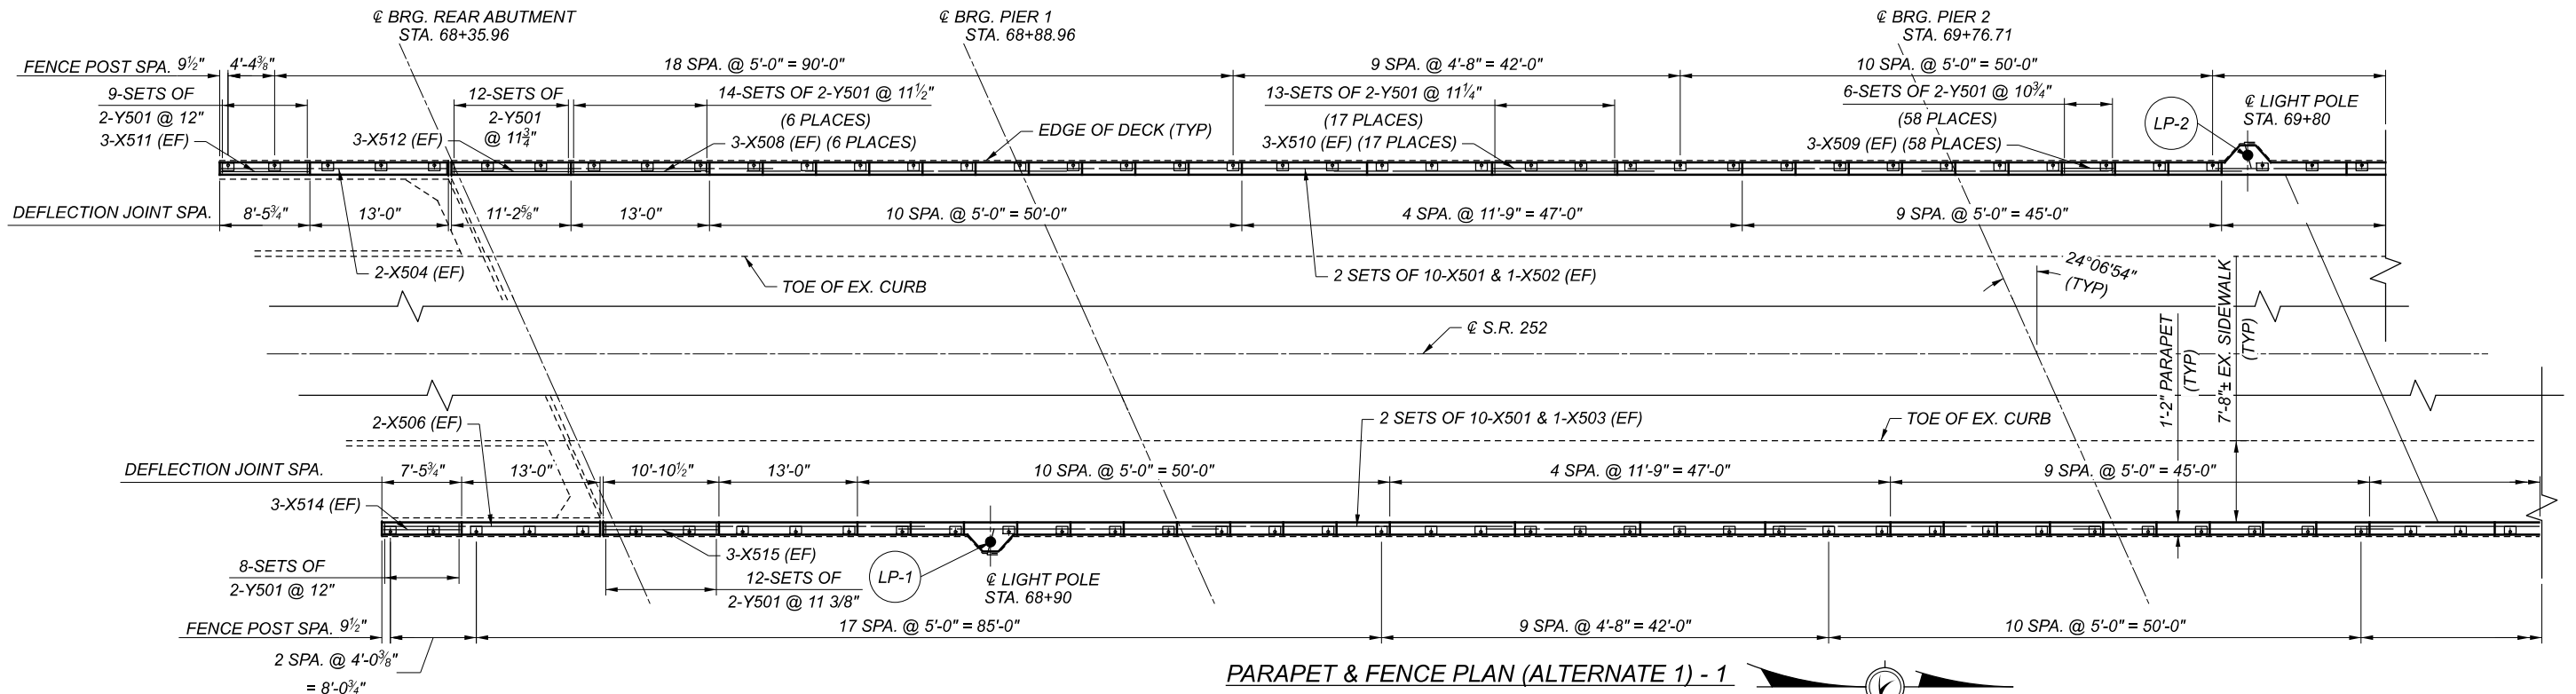 ℄ BRG. REAR ABUTMENT
STA. 68+35.96
℄ BRG. PIER 1
STA. 68+88.96
℄ BRG. PIER 2
STA. 69+76.71
FENCE POST SPA. 9½"
4'-4⅜"
18 SPA. @ 5'-0" = 90'-0"
9 SPA. @ 4'-8" = 42'-0"
10 SPA. @ 5'-0" = 50'-0"
9-SETS OF
2-Y501 @ 12"
3-X511 (EF)
12-SETS OF
2-Y501
@ 11¾"
3-X512 (EF)
14-SETS OF 2-Y501 @ 11½"
(6 PLACES)
3-X508 (EF) (6 PLACES)
EDGE OF DECK (TYP)
13-SETS OF 2-Y501 @ 11¼"
(17 PLACES)
3-X510 (EF) (17 PLACES)
6-SETS OF 2-Y501 @ 10¾"
(58 PLACES)
3-X509 (EF) (58 PLACES)
LP-2
℄ LIGHT POLE
STA. 69+80
DEFLECTION JOINT SPA.
8'-5¾"
13'-0"
11'-2⅝"
13'-0"
10 SPA. @ 5'-0" = 50'-0"
4 SPA. @ 11'-9" = 47'-0"
9 SPA. @ 5'-0" = 45'-0"
2-X504 (EF)
TOE OF EX. CURB
2 SETS OF 10-X501 & 1-X502 (EF)
24°06'54"
(TYP)
℄ S.R. 252
1'-2" PARAPET
(TYP)
7'-8"± EX. SIDEWALK
(TYP)
2-X506 (EF)
2 SETS OF 10-X501 & 1-X503 (EF)
TOE OF EX. CURB
DEFLECTION JOINT SPA.
7'-5¾"
13'-0"
10'-10½"
13'-0"
10 SPA. @ 5'-0" = 50'-0"
4 SPA. @ 11'-9" = 47'-0"
9 SPA. @ 5'-0" = 45'-0"
3-X514 (EF)
3-X515 (EF)
8-SETS OF
2-Y501 @ 12"
12-SETS OF
2-Y501 @ 11 3/8"
LP-1
℄ LIGHT POLE
STA. 68+90
FENCE POST SPA. 9½"
17 SPA. @ 5'-0" = 85'-0"
9 SPA. @ 4'-8" = 42'-0"
10 SPA. @ 5'-0" = 50'-0"
2 SPA. @ 4'-0⅜"
= 8'-0¾"
PARAPET & FENCE PLAN (ALTERNATE 1) - 1